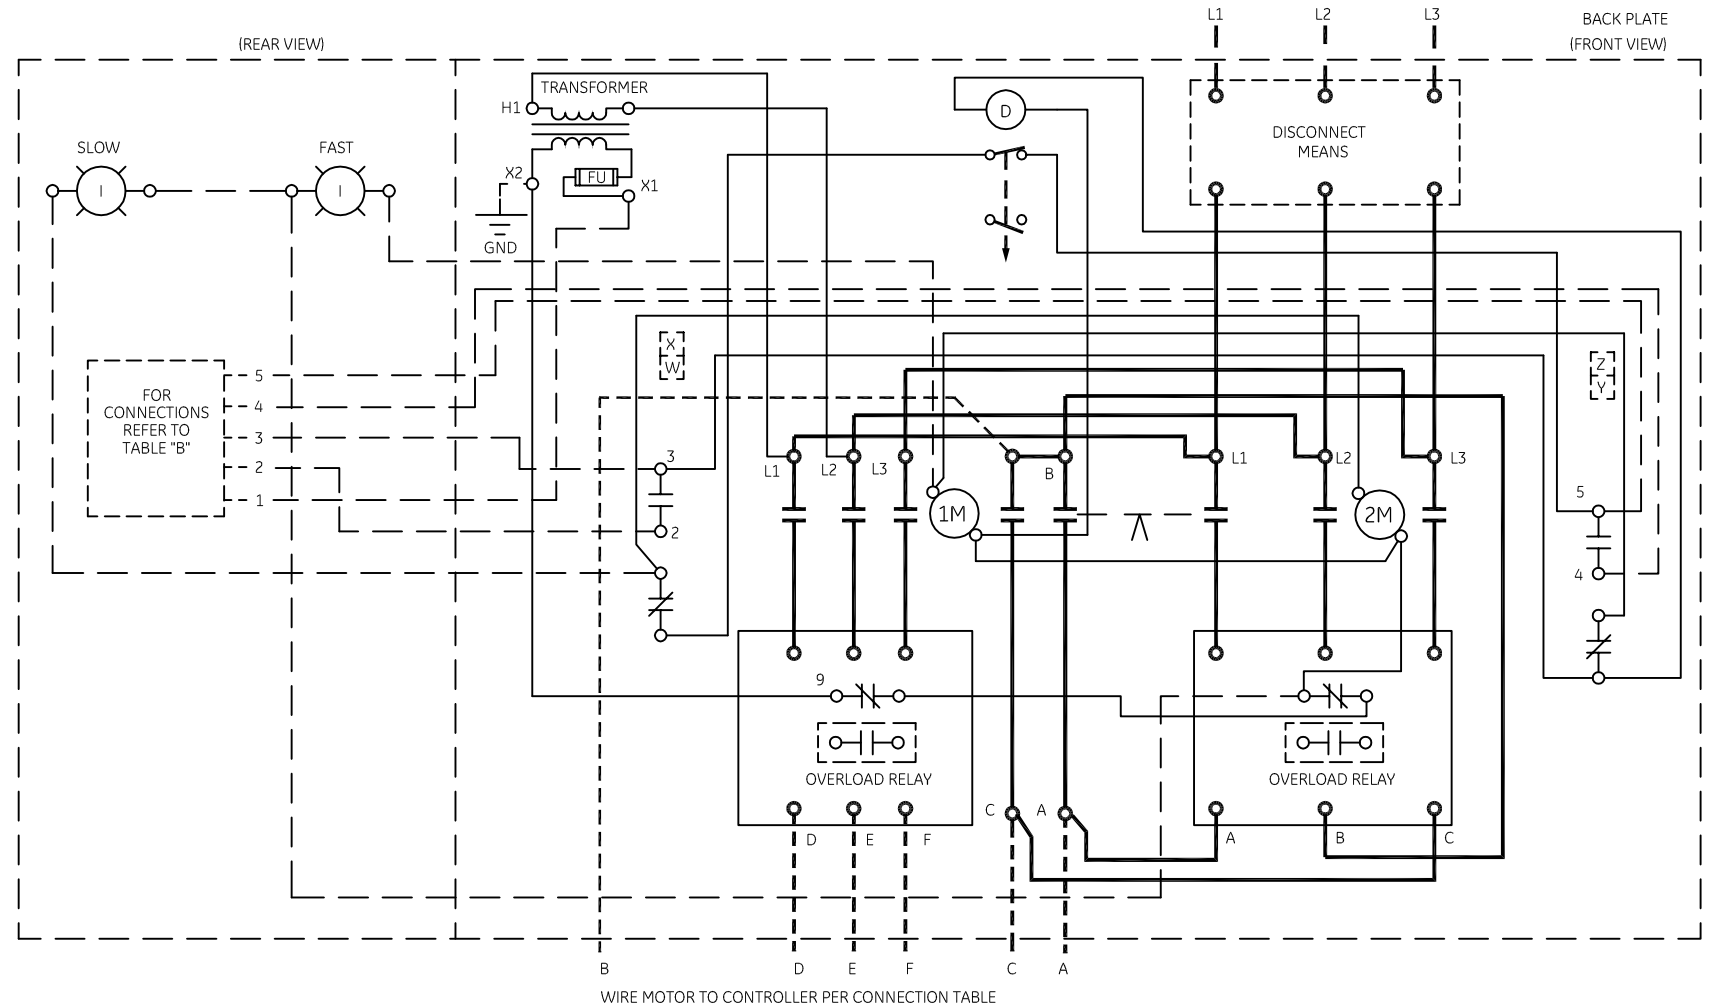 L1 L2 L3
BACK PLATE
(REAR VIEW)
(FRONT VIEW)
TRANSFORMER
H1
D
DISCONNECT
MEANS
SLOW
FAST
X2
FU
X1
I
I
GND
X
W
Z
Y
FOR
CONNECTIONS
REFER TO
TABLE "B"
5
4
3
2
1
3
2
L1
L2
L3
B
L1
L2
L3
1M
2M
5
4
9
OVERLOAD RELAY
OVERLOAD RELAY
C
A
D
E
F
A
B
C
B
D
E
F
C
A
WIRE MOTOR TO CONTROLLER PER CONNECTION TABLE